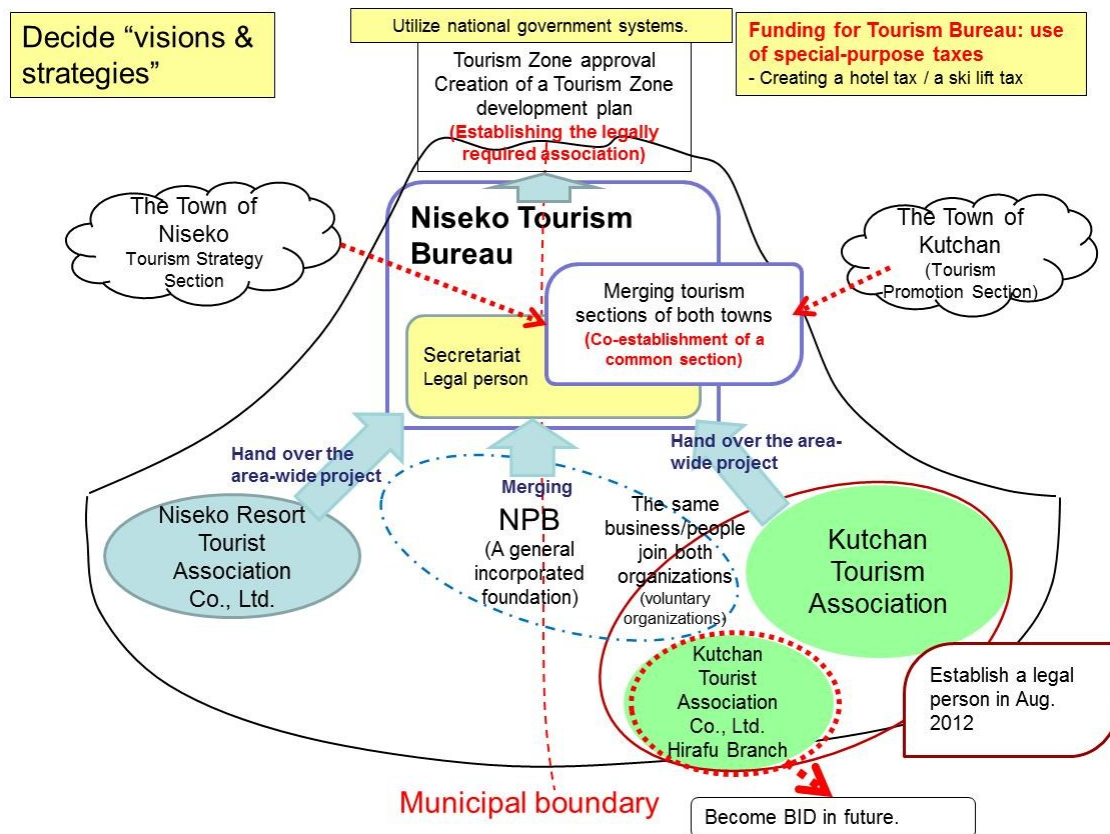 Decide “visions &
strategies”
Utilize national government systems.
Tourism Zone approval
Creation of a Tourism Zone
development plan
(Establishing the legally
required association)
Funding for Tourism Bureau: use
of special-purpose taxes
- Creating a hotel tax / a ski lift tax
The Town of
Niseko
Tourism Strategy
Section
Niseko Tourism
Bureau
The Town of
Kutchan
(Tourism
-Promotion Section)
Merging tourism
sections of both towns
(Co-establishment of a
common section)
Secretariat
Legal person
Hand over the
area-wide project
Hand over the area-
wide project
Merging
NPB
(A general
incorporated
foundation)
The same
business/people
join both
organizations
(voluntary
organizations)
Niseko Resort
Tourist
Association
Co., Ltd.
Kutchan
Tourism
Association
Kutchan
Tourist
Association
Co., Ltd.
Hirafu Branch
Establish a legal
person in Aug.
2012
Municipal boundary
Become BID in future.